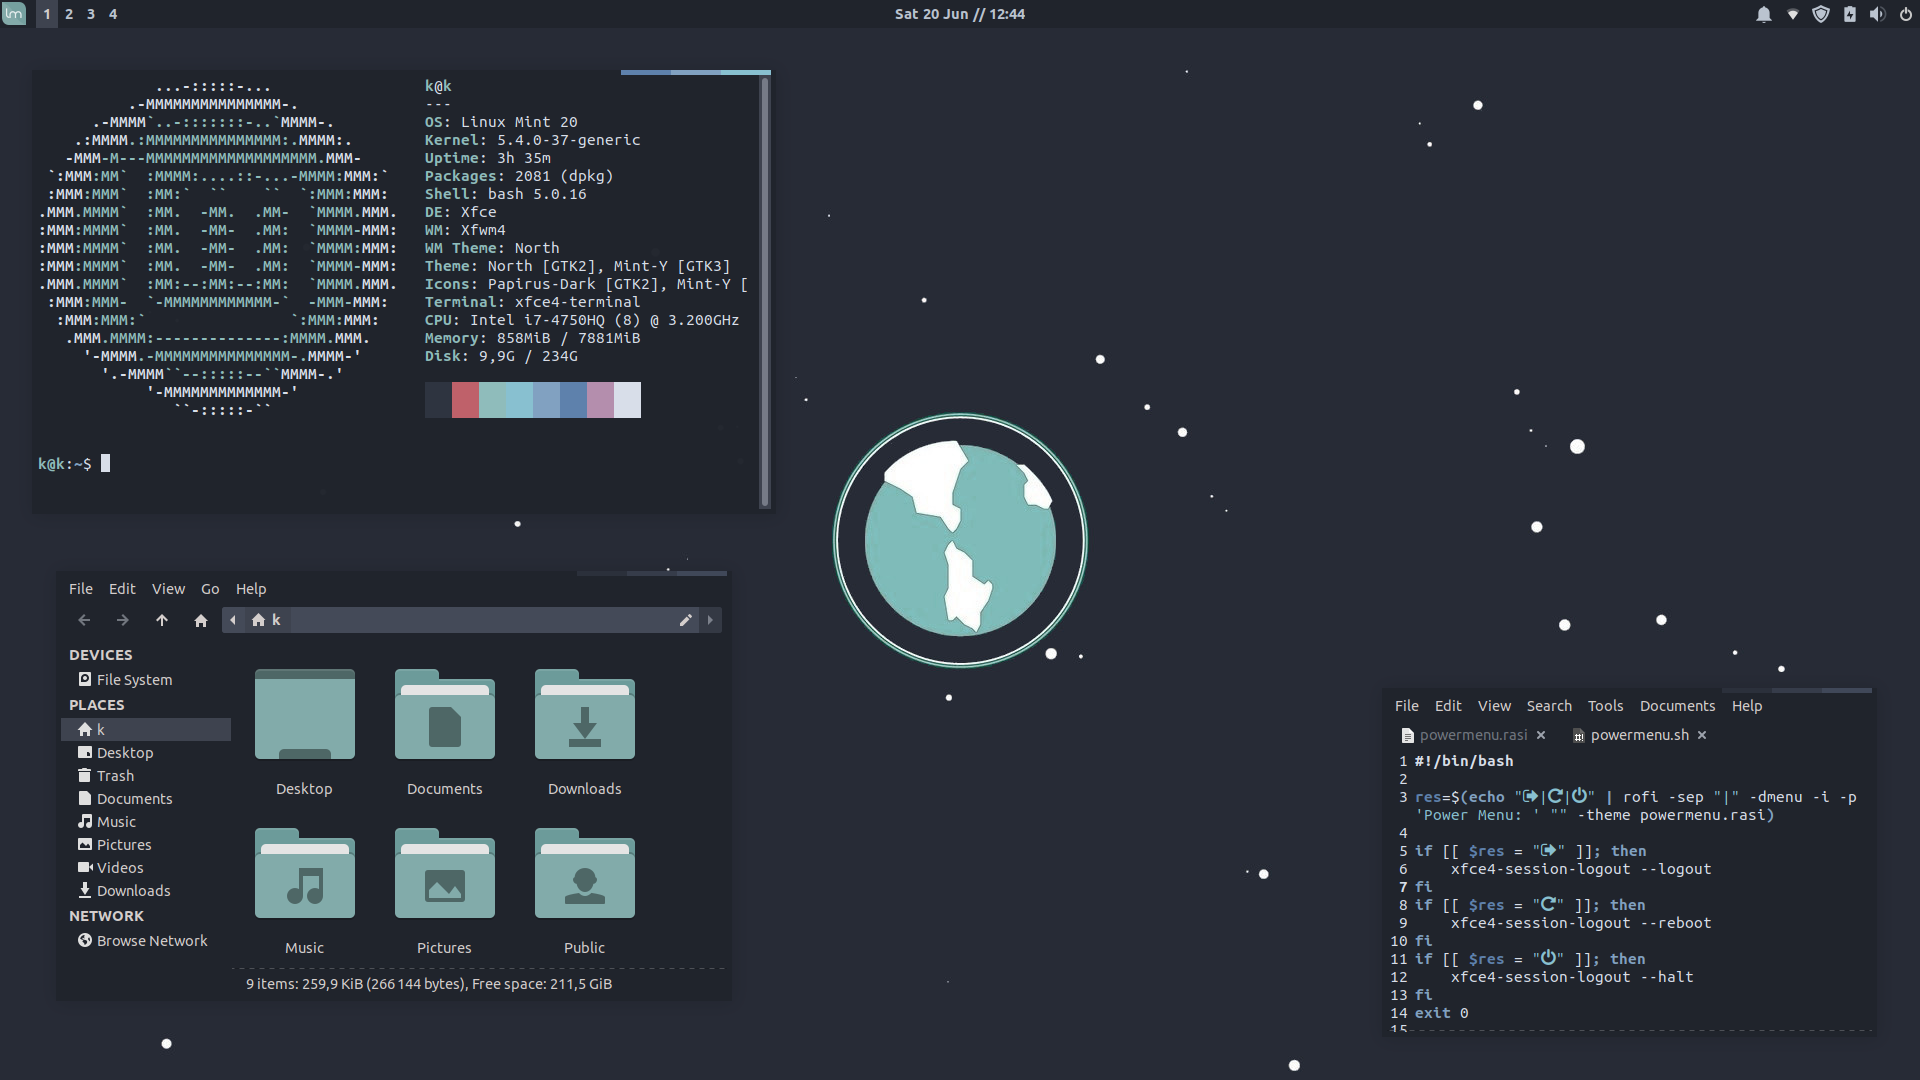 lm 1 2 3 4 Sat 20 Jun // 12:44
...-:::::-...
.-MMMMMMMMMMMMMMM-.
.-MMMM`..-:::::::-..`MMMM-.
.:MMMM.:MMMMMMMMMMMMMMM:.MMMM:.
-MMM-M---MMMMMMMMMMMMMMMMMMM.MMM-
`:MMM:MM`  :MMMM:....::-...-MMMM:MMM:`
:MMM:MMM`  :MM:`  ``    ``  `:MMM:MMM:
.MMM.MMMM`  :MM.  -MM.  .MM-  `MMMM.MMM.
:MMM:MMMM`  :MM.  -MM-  .MM:  `MMMM-MMM:
:MMM:MMMM`  :MM.  -MM-  .MM:  `MMMM:MMM:
:MMM:MMMM`  :MM.  -MM-  .MM:  `MMMM-MMM:
.MMM.MMMM`  :MM:--:MM:--:MM:  `MMMM.MMM.
:MMM:MMM-  `-MMMMMMMMMMMM-`  -MMM-MMM:
:MMM:MMM:`                `:MMM:MMM:
.MMM.MMMM:--------------:MMMM.MMM.
'-MMMM.-MMMMMMMMMMMMMMM-.MMMM-'
'.-MMMM``--:::::--``MMMM-.'
'-MMMMMMMMMMMMM-'
``-:::::-``
k@k
---
OS: Linux Mint 20
Kernel: 5.4.0-37-generic
Uptime: 3h 35m
Packages: 2081 (dpkg)
Shell: bash 5.0.16
DE: Xfce
WM: Xfwm4
WM Theme: North
Theme: North [GTK2], Mint-Y [GTK3]
Icons: Papirus-Dark [GTK2], Mint-Y [
Terminal: xfce4-terminal
CPU: Intel i7-4750HQ (8) @ 3.200GHz
Memory: 858MiB / 7881MiB
Disk: 9,9G / 234G
k@k:~$
File Edit View Go Help
k
DEVICES
File System
PLACES
k
Desktop
Trash
Documents
Music
Pictures
Videos
Downloads
NETWORK
Browse Network
Desktop Documents Downloads
Music Pictures Public
9 items: 259,9 KiB (266 144 bytes), Free space: 211,5 GiB
File Edit View Search Tools Documents Help
powermenu.rasi × powermenu.sh ×
1 #!/bin/bash
2
3 res=$(echo "||" | rofi -sep "|" -dmenu -i -p
'Power Menu: ' "" -theme powermenu.rasi)
4
5 if [[ $res = "" ]]; then
6     xfce4-session-logout --logout
7 fi
8 if [[ $res = "" ]]; then
9     xfce4-session-logout --reboot
10 fi
11 if [[ $res = "" ]]; then
12     xfce4-session-logout --halt
13 fi
14 exit 0
15